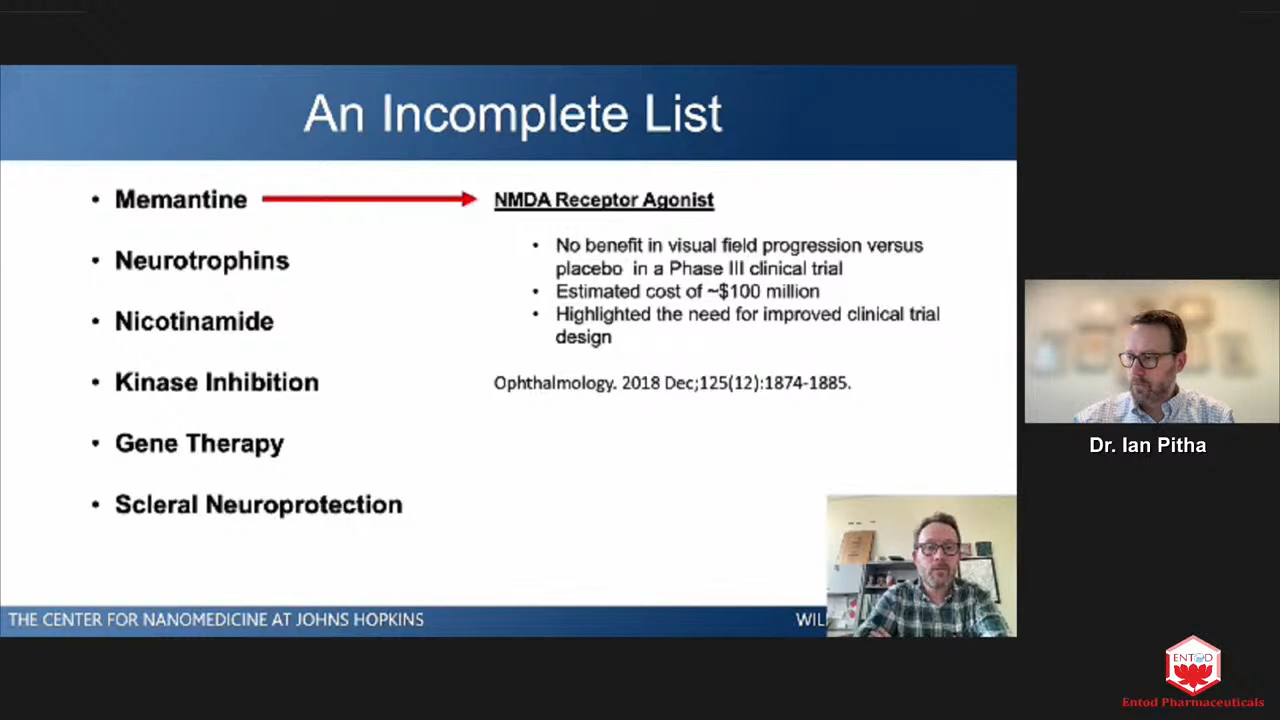 An Incomplete List
• Memantine
• Neurotrophins
• Nicotinamide
• Kinase Inhibition
• Gene Therapy
• Scleral Neuroprotection
NMDA Receptor Agonist
• No benefit in visual field progression versus
placebo in a Phase III clinical trial
• Estimated cost of ~$100 million
• Highlighted the need for improved clinical trial
design
Ophthalmology. 2018 Dec;125(12):1874-1885.
THE CENTER FOR NANOMEDICINE AT JOHNS HOPKINS
WIL
Dr. Ian Pitha
ENTOD
Entod Pharmaceuticals